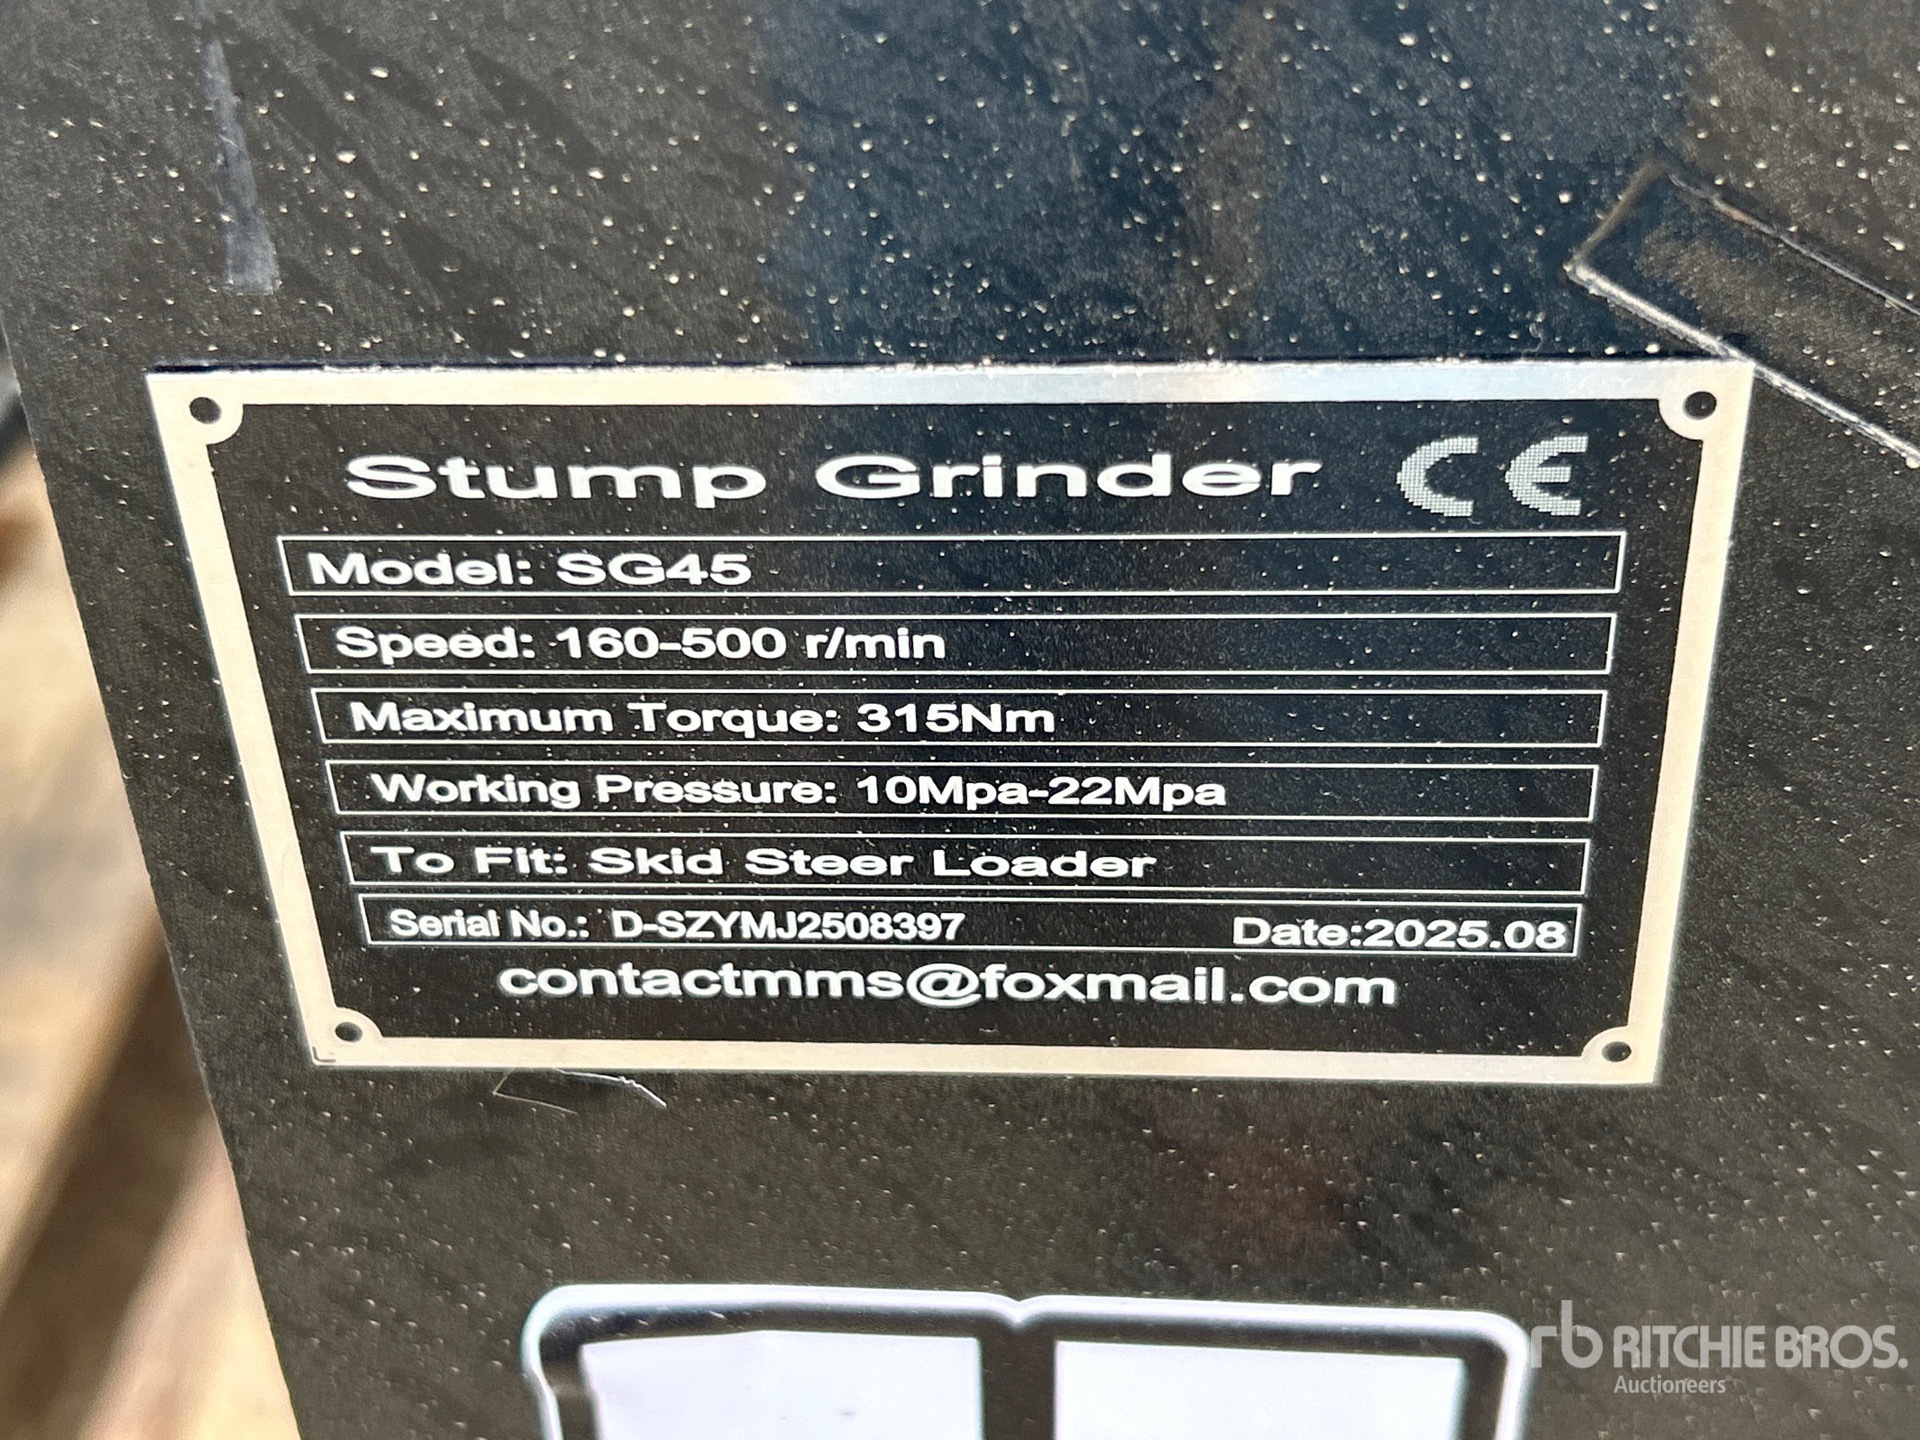 Stump Grinder CE
Model: SG45
Speed: 160-500 r/min
Maximum Torque: 315Nm
Working Pressure: 10Mpa-22Mpa
To Fit: Skid Steer Loader
Serial No.: D-SZYMJ2508397 Date:2025.08
contactmms@foxmail.com
rb RITCHIE BROS.
Auctioneers